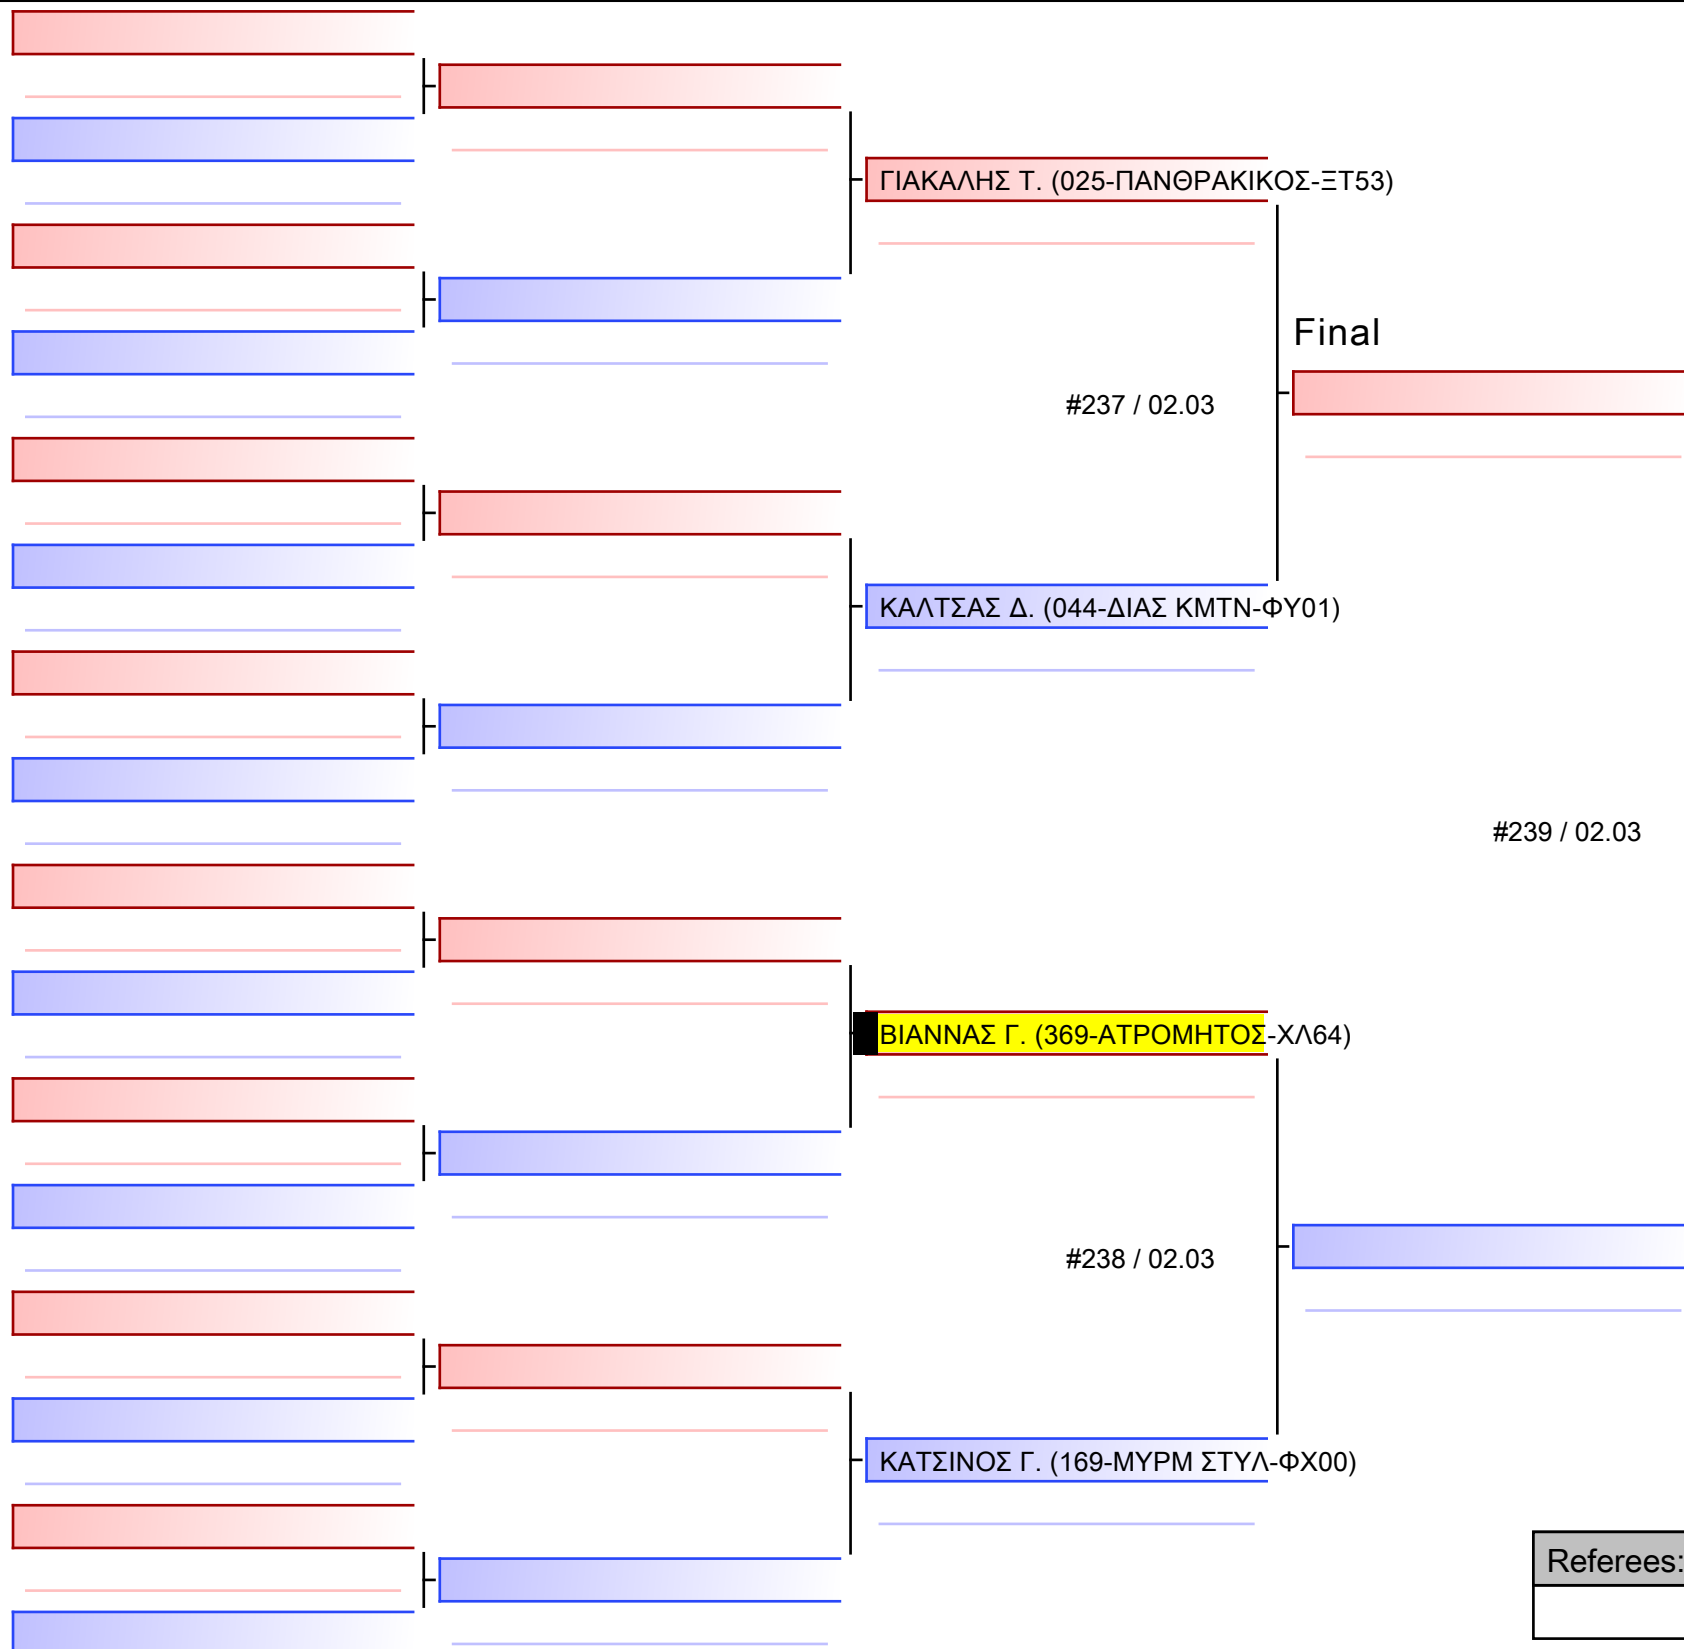 ΓΙΑΚΑΛΗΣ Τ. (025-ΠΑΝΘΡΑΚΙΚΟΣ-ΞΤ53)
Final
#237 / 02.03
ΚΑΛΤΣΑΣ Δ. (044-ΔΙΑΣ ΚΜΤΝ-ΦΥ01)
#239 / 02.03
ΒΙΑΝΝΑΣ Γ. (369-ΑΤΡΟΜΗΤΟΣ-ΧΛ64)
#238 / 02.03
ΚΑΤΣΙΝΟΣ Γ. (169-ΜΥΡΜ ΣΤΥΛ-ΦΧ00)
Referees: